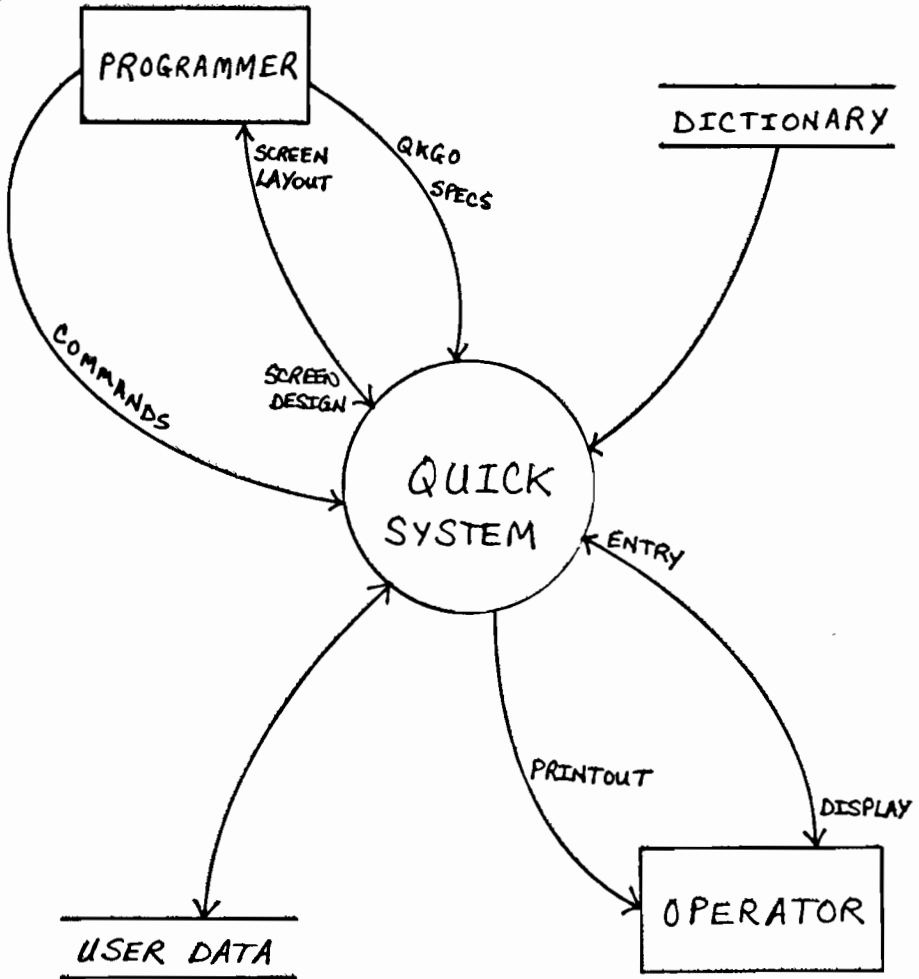 PROGRAMMER
DICTIONARY
SCREEN
LAYOUT
QKGO
SPECS
COMMANDS
SCREEN
DESIGN
QUICK
SYSTEM
ENTRY
PRINTOUT
DISPLAY
OPERATOR
USER DATA